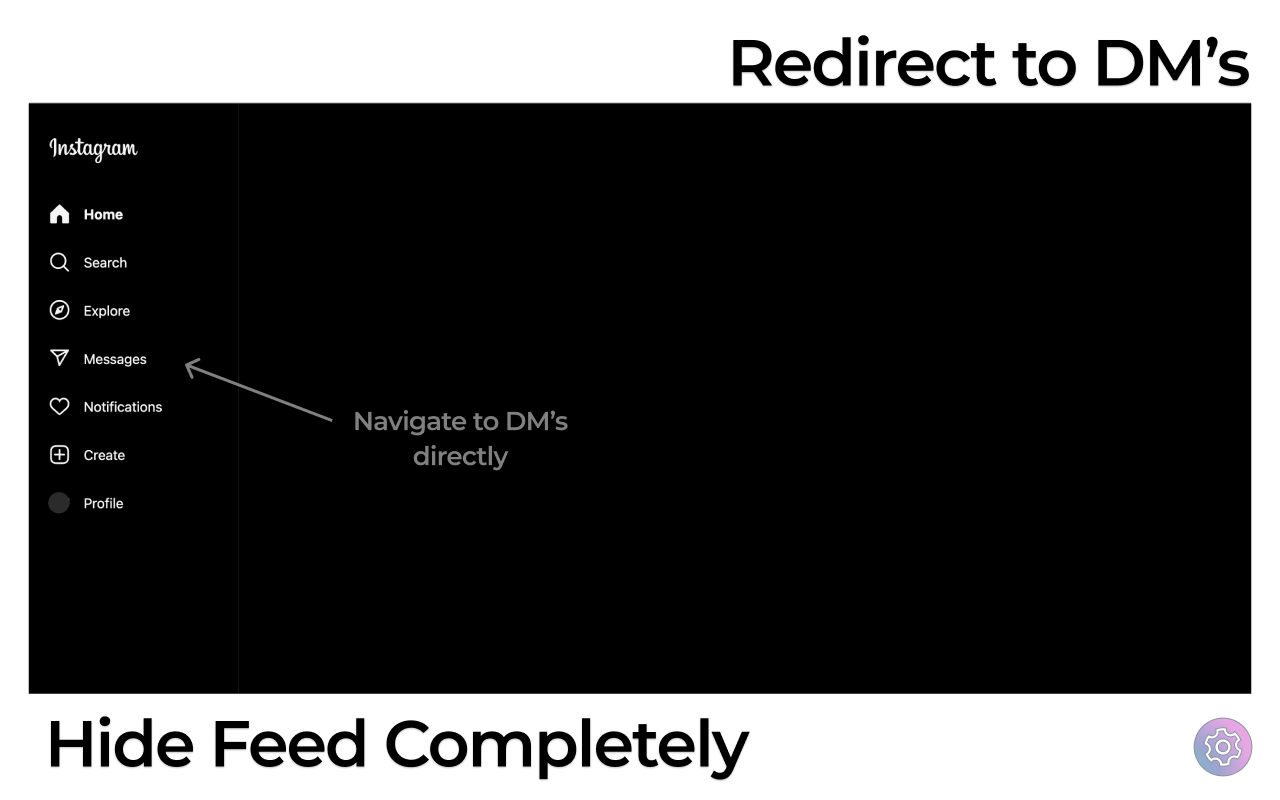 Redirect to DM’s
Instagram
Home
Search
Explore
Messages
Notifications
Create
Profile
Navigate to DM’s
directly
Hide Feed Completely